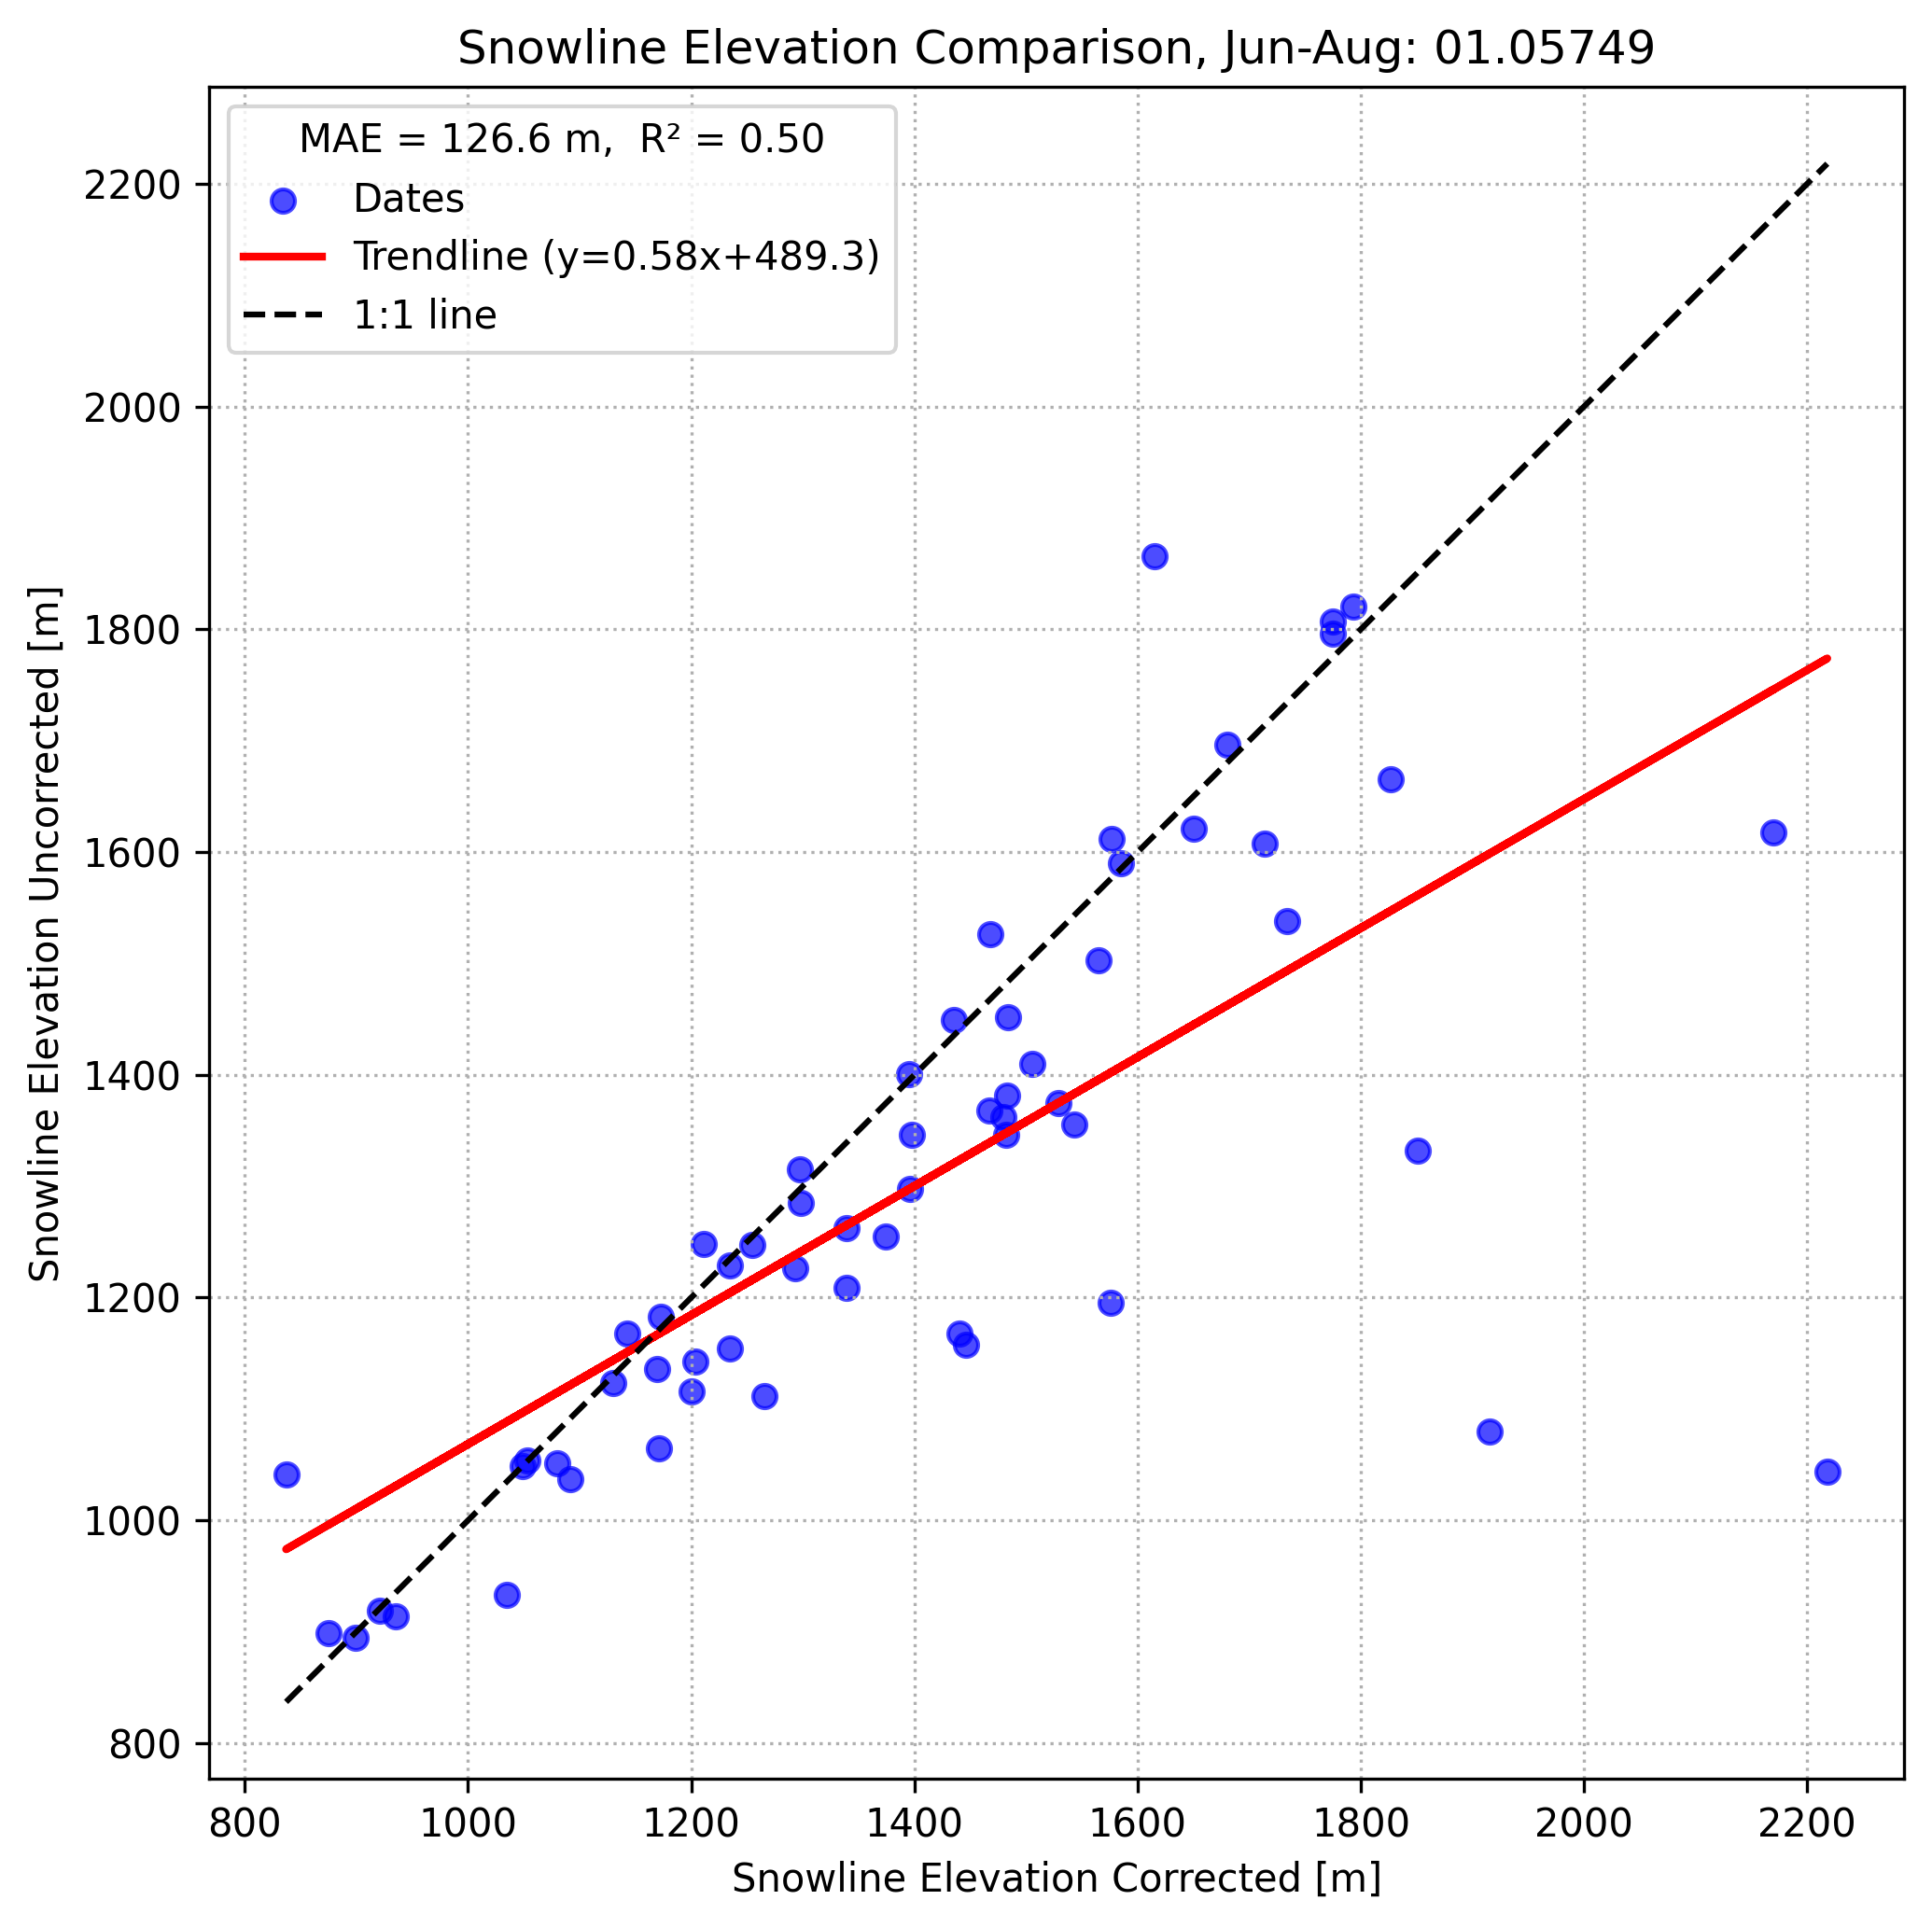 Snowline Elevation Comparison, Jun-Aug: 01.05749
MAE = 126.6 m,  R² = 0.50
Dates
Trendline (y=0.58x+489.3)
1:1 line
Snowline Elevation Uncorrected [m]
2200
2000
1800
1600
1400
1200
1000
800
800 1000 1200 1400 1600 1800 2000 2200
Snowline Elevation Corrected [m]